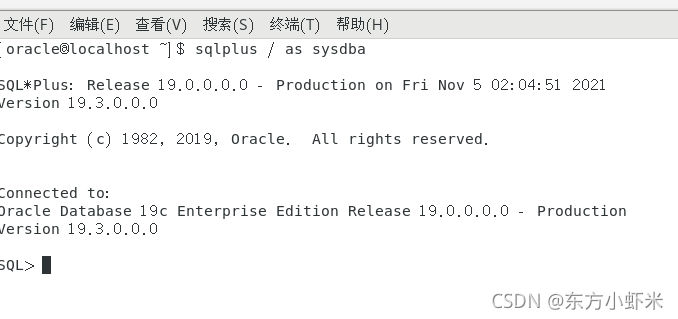 文件(F) 编辑(E) 查看(V) 搜索(S) 终端(T) 帮助(H)
[oracle@localhost ~]$ sqlplus / as sysdba
SQL*Plus: Release 19.0.0.0.0 - Production on Fri Nov 5 02:04:51 2021
Version 19.3.0.0.0
Copyright (c) 1982, 2019, Oracle.  All rights reserved.
Connected to:
Oracle Database 19c Enterprise Edition Release 19.0.0.0.0 - Production
Version 19.3.0.0.0
SQL>
CSDN @东方小虾米